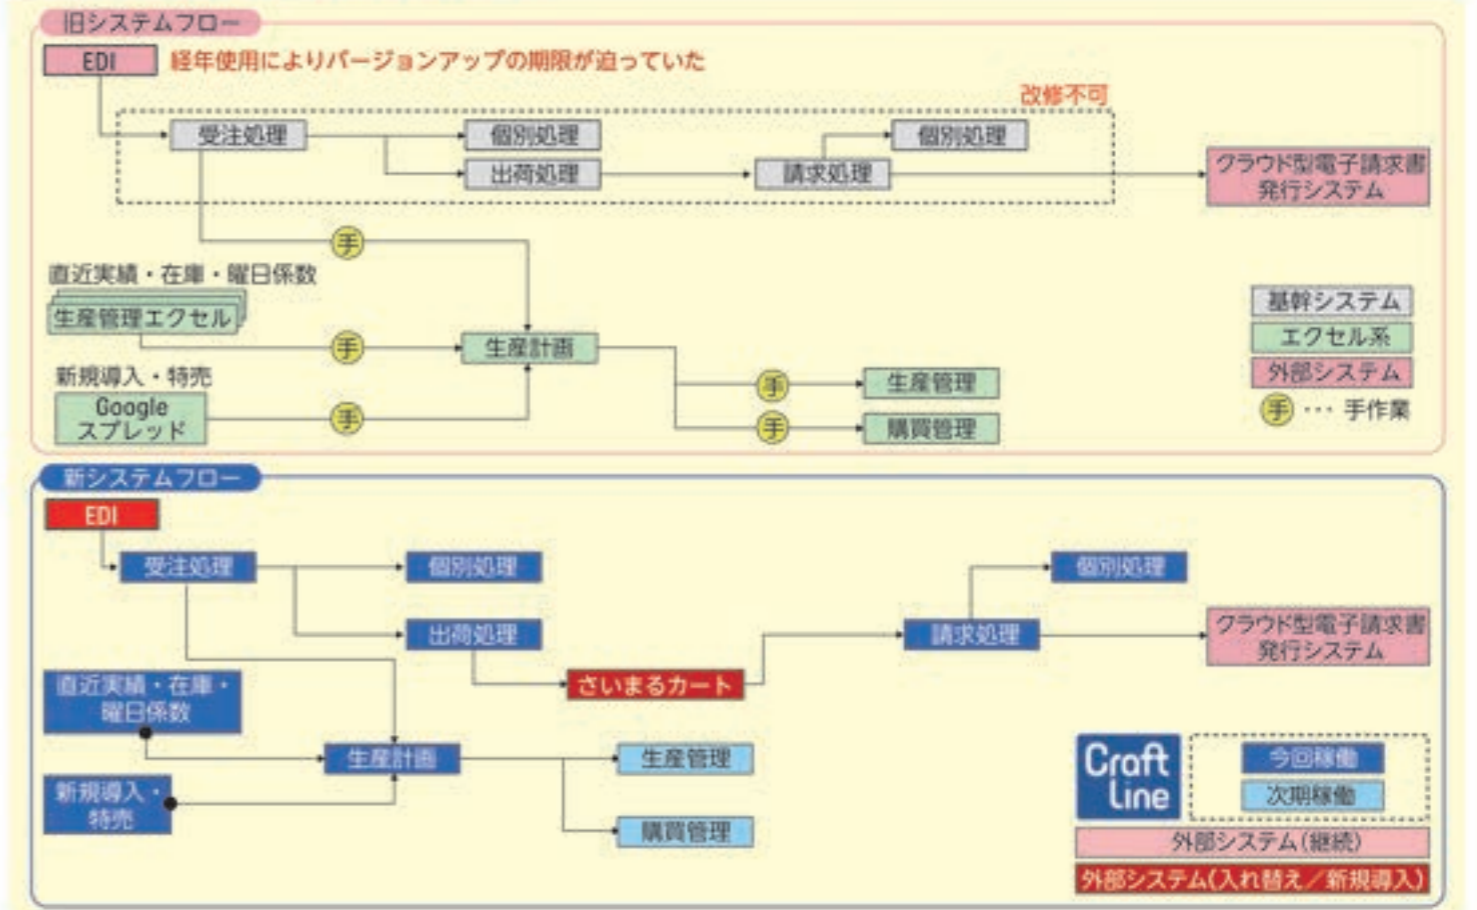 旧システムフロー
EDI
経年使用によりバージョンアップの期限が迫っていた
改修不可
受注処理
個別処理
個別処理
出荷処理
請求処理
クラウド型電子請求書
発行システム
手
直近実績・在庫・曜日係数
生産管理エクセル
手
生産計画
新規導入・特売
Google
スプレッド
手
手
生産管理
手
購買管理
基幹システム
エクセル系
外部システム
手 ··· 手作業
新システムフロー
EDI
受注処理
個別処理
個別処理
出荷処理
請求処理
クラウド型電子請求書
発行システム
さいまるカート
直近実績・在庫・
曜日係数
生産計画
生産管理
新規導入・
特売
購買管理
Craft
Line
今回稼働
次期稼働
外部システム(継続)
外部システム(入れ替え／新規導入)